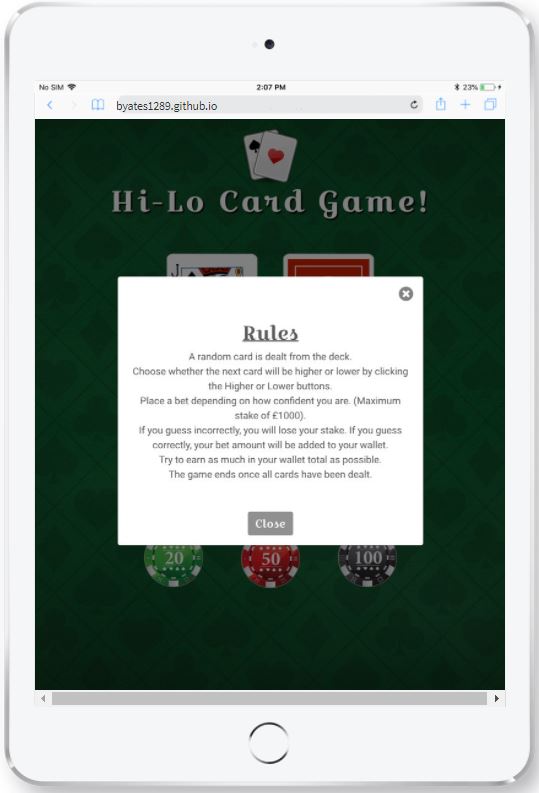 No SIM 2:07 PM 23%
byates1289.github.io
Hi-Lo Card Game!
J
Rules
A random card is dealt from the deck.
Choose whether the next card will be higher or lower by clicking
the Higher or Lower buttons.
Place a bet depending on how confident you are. (Maximum
stake of £1000).
If you guess incorrectly, you will lose your stake. If you guess
correctly, your bet amount will be added to your wallet.
Try to earn as much in your wallet total as possible.
The game ends once all cards have been dealt.
Close
20 50 100